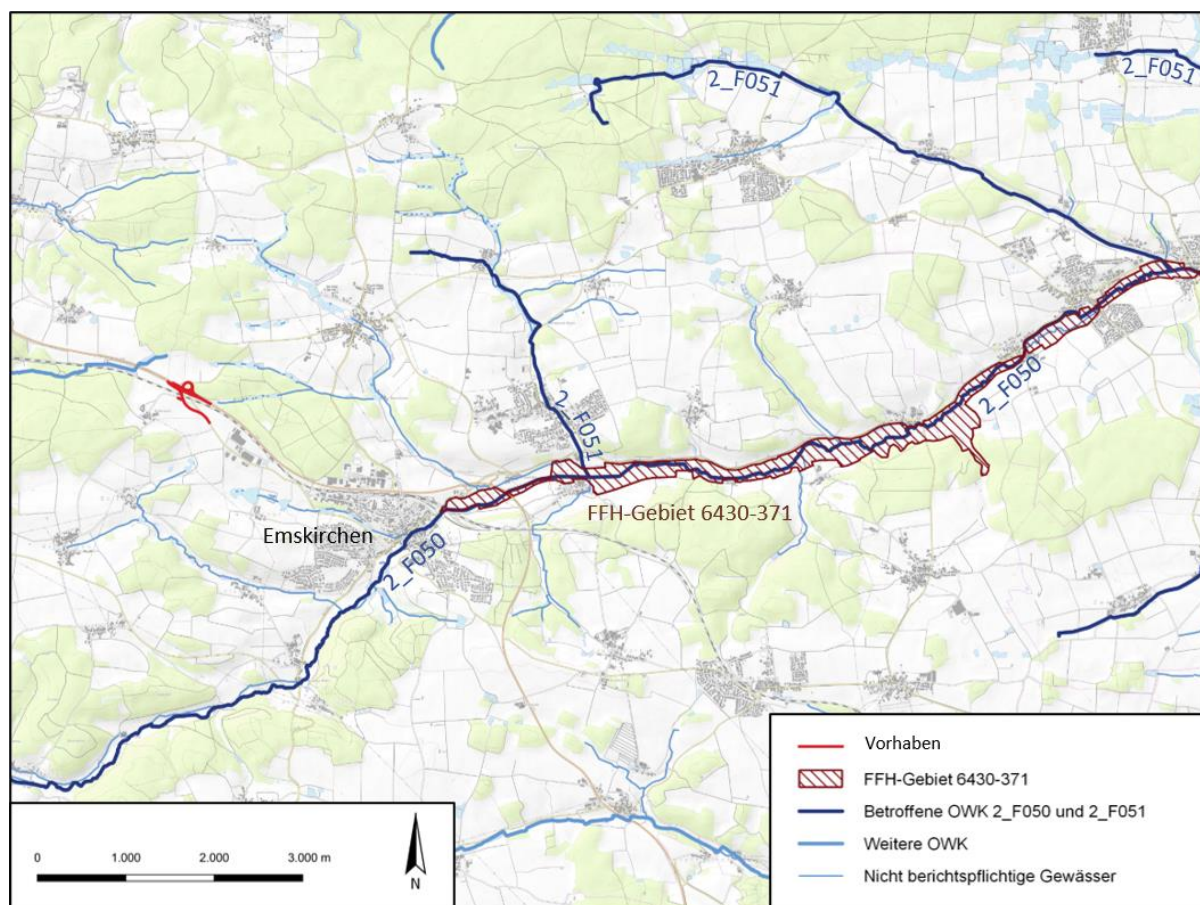 2_F051
2_F051
2_F051
2_F050
FFH-Gebiet 6430-371
Emskirchen
2_F050
Vorhaben
FFH-Gebiet 6430-371
Betroffene OWK 2_F050 und 2_F051
Weitere OWK
Nicht berichtspflichtige Gewässer
0 1.000 2.000 3.000 m
N